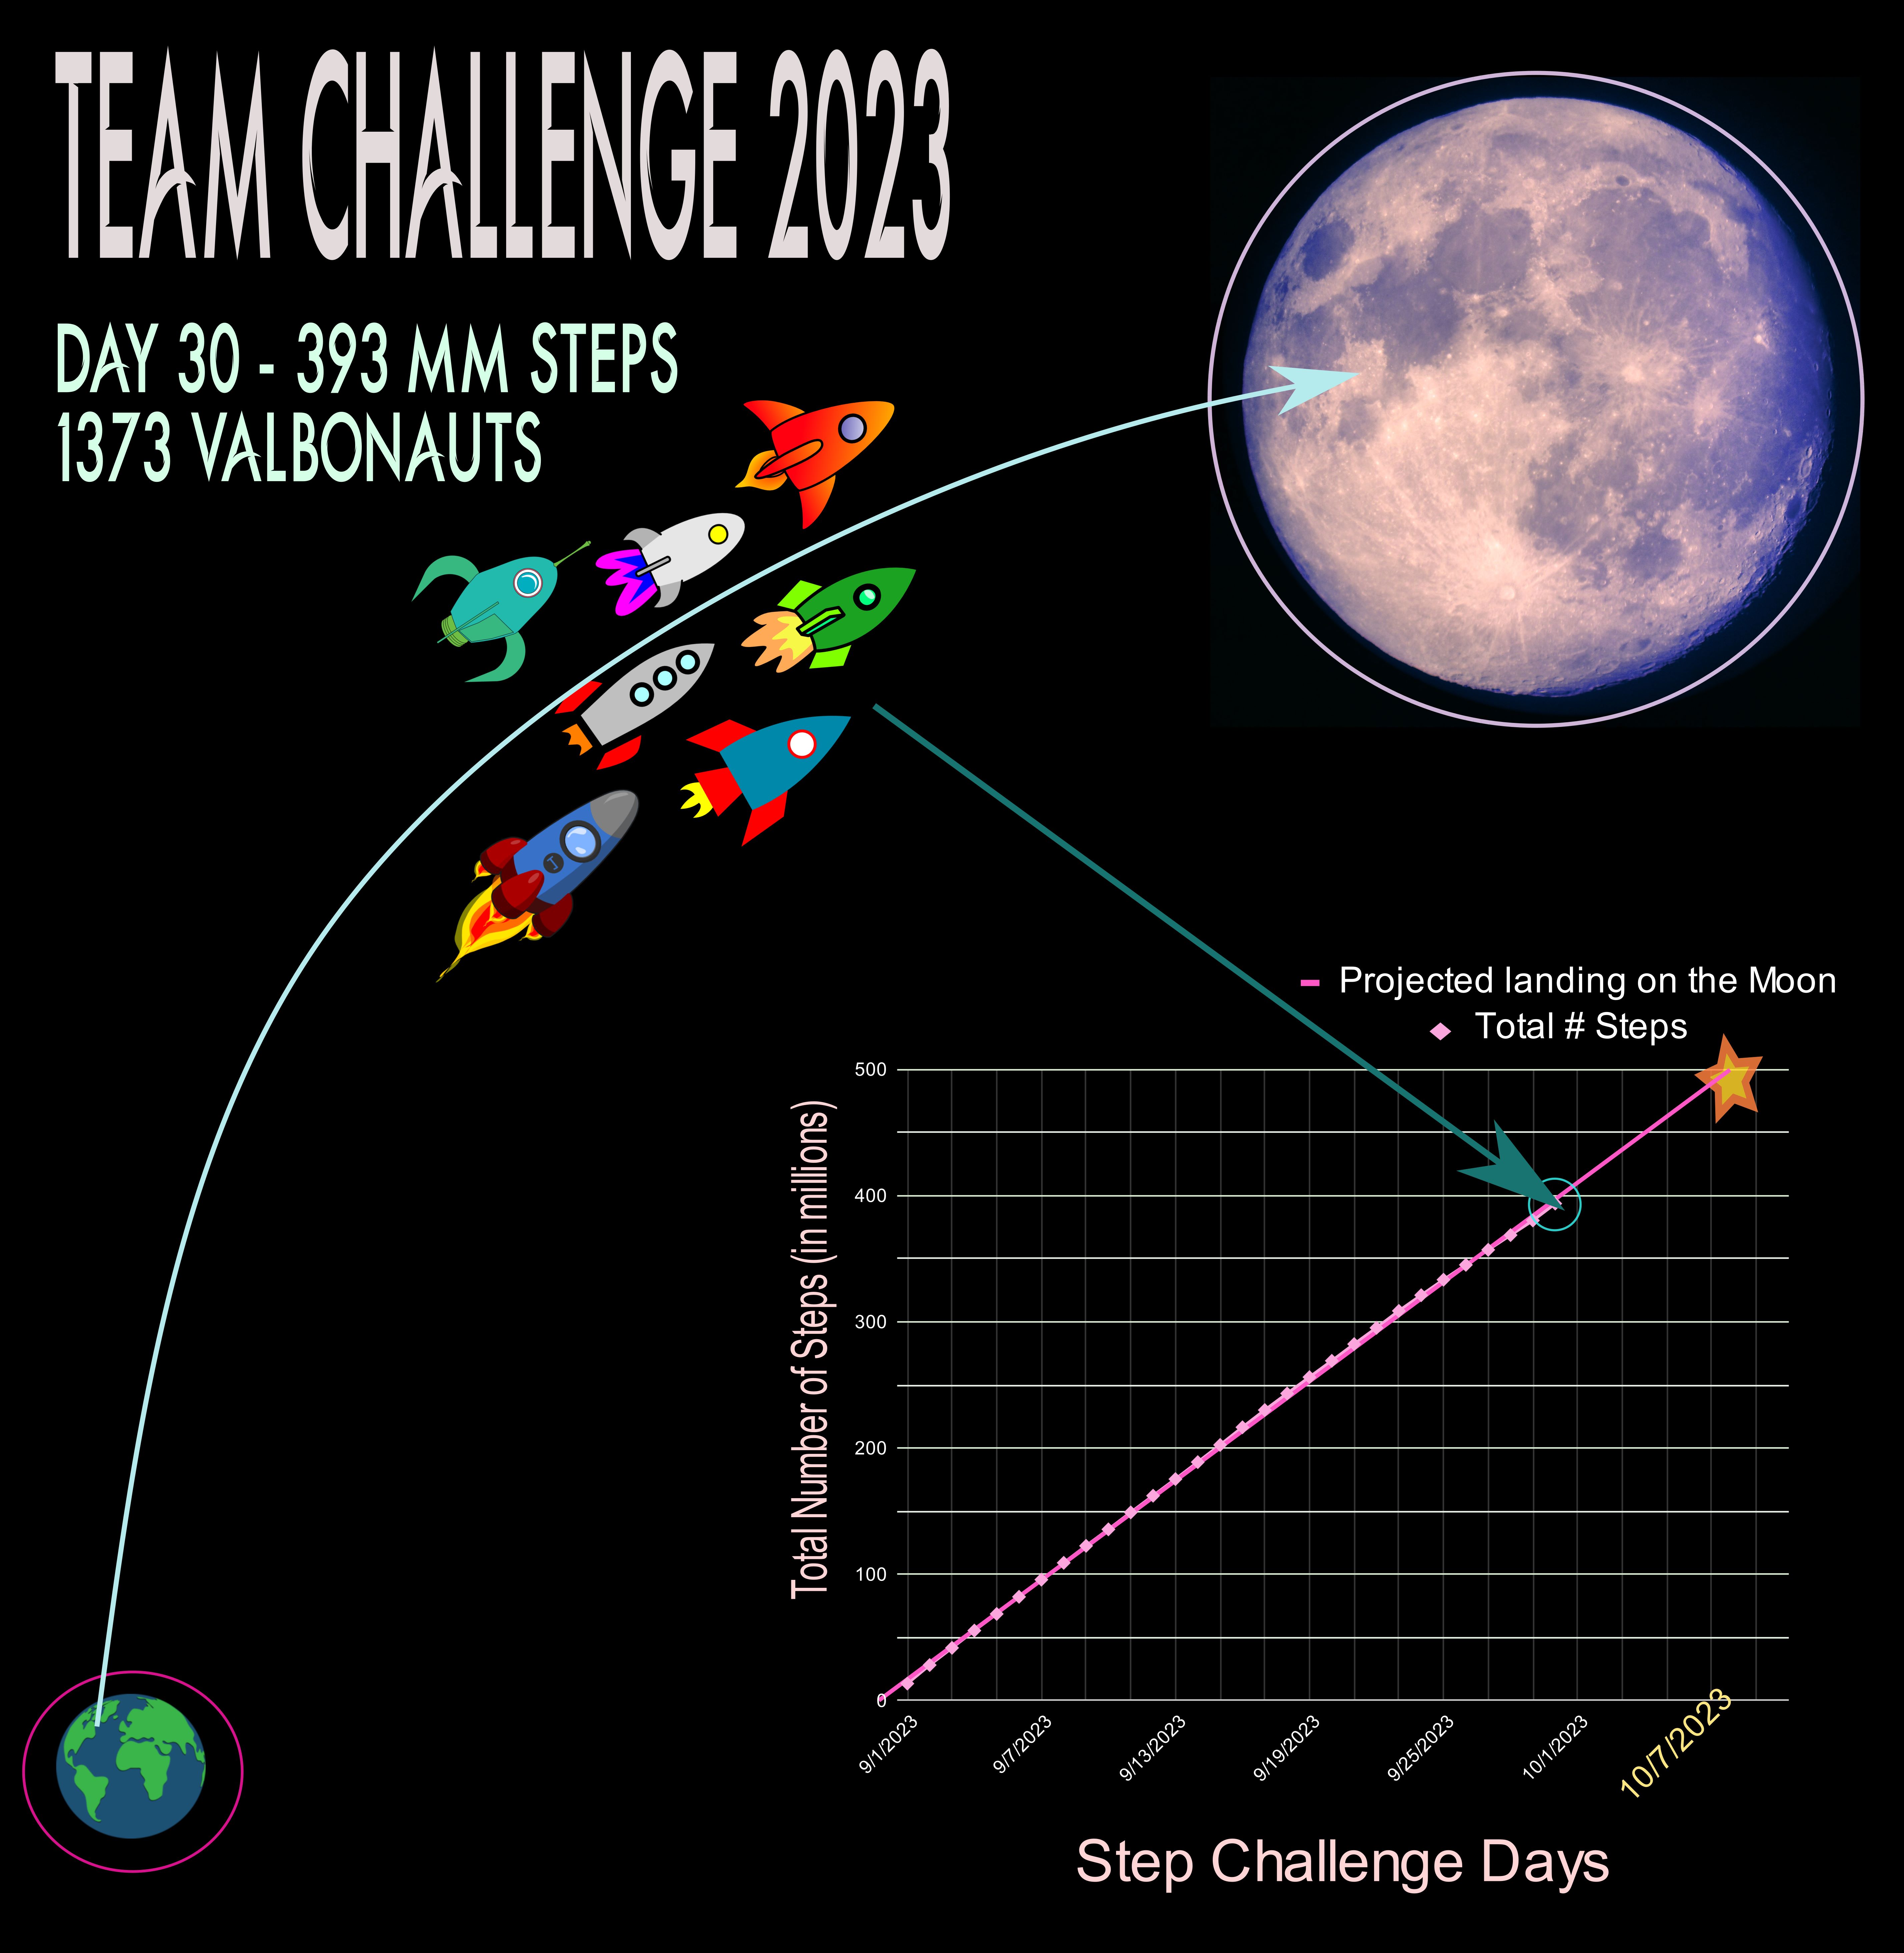 TEAM CHALLENGE 2023
DAY 30 - 393 MM STEPS
1373 VALBONAUTS
1
Projected landing on the Moon
Total # Steps
Total Number of Steps (in millions)
500
400
300
200
100
0
9/1/2023
9/7/2023
9/13/2023
9/19/2023
9/25/2023
10/1/2023
10/7/2023
Step Challenge Days